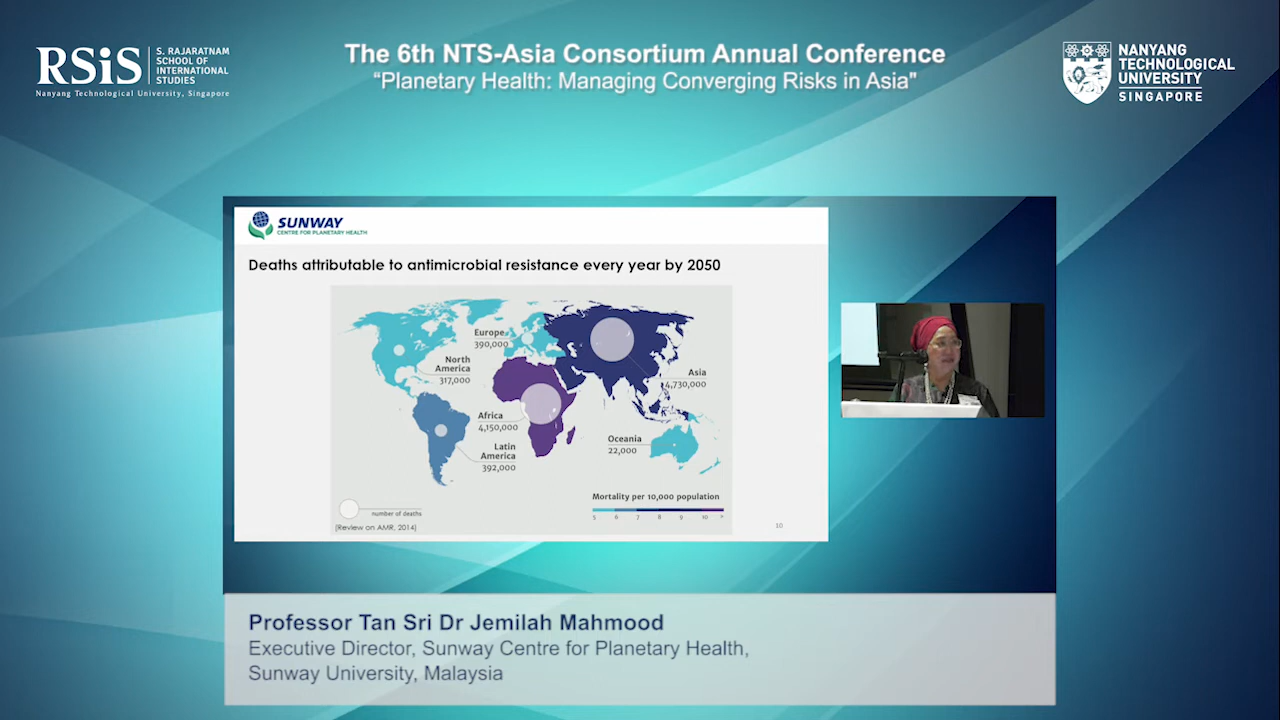 RSiS
S. RAJARATNAM
SCHOOL OF
INTERNATIONAL
STUDIES
Nanyang Technological University, Singapore
The 6th NTS-Asia Consortium Annual Conference
“Planetary Health: Managing Converging Risks in Asia"
NANYANG
TECHNOLOGICAL
UNIVERSITY
SINGAPORE
SUNWAY
CENTRE FOR PLANETARY HEALTH
Deaths attributable to antimicrobial resistance every year by 2050
Europe
390,000
North
America
317,000
Asia
4,730,000
Africa
4,150,000
Latin
America
392,000
Oceania
22,000
number of deaths
(Review on AMR, 2014)
Mortality per 10,000 population
5 6 7 8 9 10 >
10
Professor Tan Sri Dr Jemilah Mahmood
Executive Director, Sunway Centre for Planetary Health,
Sunway University, Malaysia